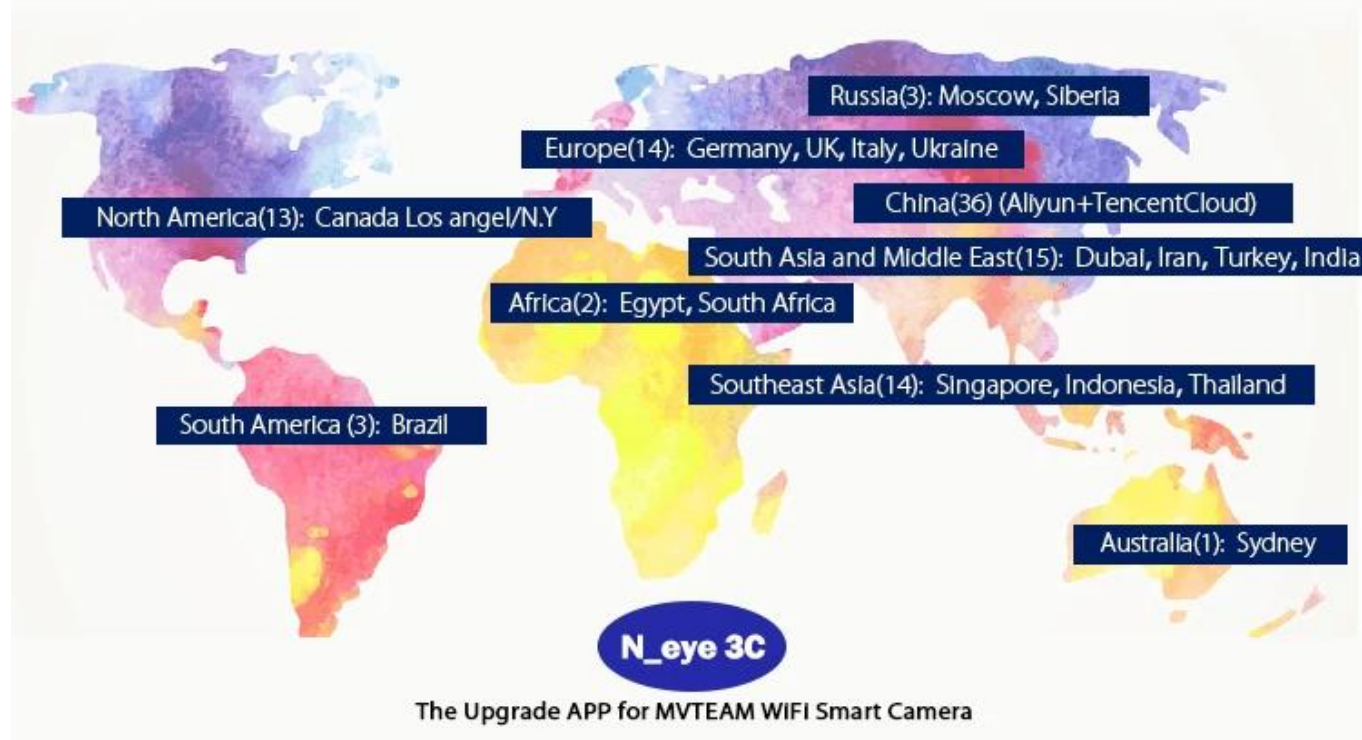 Russia(3): Moscow, Siberia
Europe(14): Germany, UK, Italy, Ukraine
China(36) (Aliyun+TencentCloud)
North America(13): Canada Los angel/N.Y
South Asia and Middle East(15): Dubai, Iran, Turkey, India
Africa(2): Egypt, South Africa
Southeast Asia(14): Singapore, Indonesia, Thailand
South America (3): Brazil
Australia(1): Sydney
N_eye 3C
The Upgrade APP for MVTEAM WiFi Smart Camera